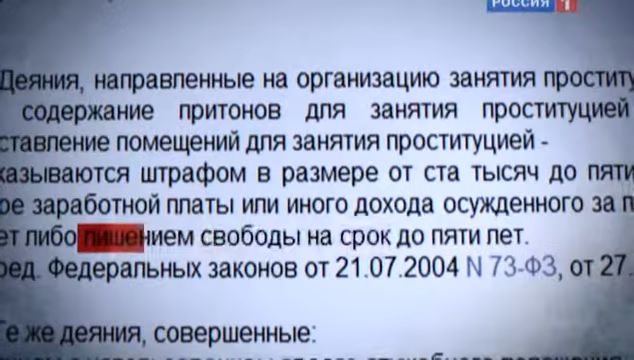 РОССИЯ 1
Деяния, направленные на организацию занятия проститу
содержание притонов для занятия проституцией
ставление помещений для занятия проституцией -
казываются штрафом в размере от ста тысяч до пяти
ре заработной платы или иного дохода осужденного за п
ет либо лишением свободы на срок до пяти лет.
ред. Федеральных законов от 21.07.2004 N 73-ФЗ, от 27.
Те же деяния, совершенные: